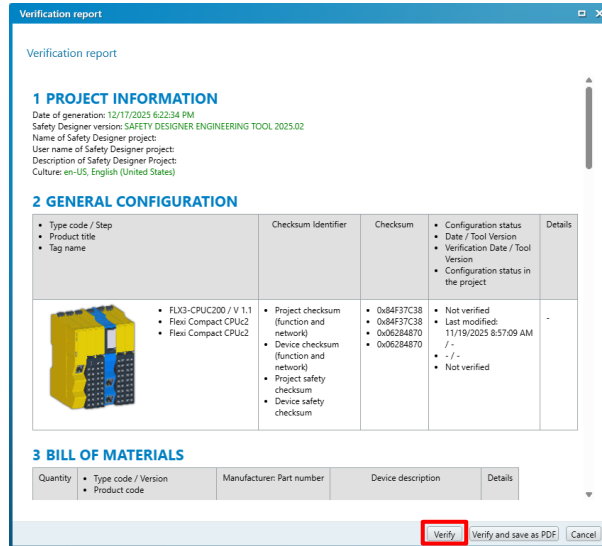 Verification report
Verification report
1 PROJECT INFORMATION
Date of generation: 12/17/2025 6:22:34 PM
Safety Designer version: SAFETY DESIGNER ENGINEERING TOOL 2025.02
Name of Safety Designer project:
User name of Safety Designer project:
Description of Safety Designer Project:
Culture: en-US, English (United States)
2 GENERAL CONFIGURATION
• Type code / Step
• Product title
• Tag name
Checksum Identifier
Checksum
• Configuration status
• Date / Tool Version
• Verification Date / Tool
Version
• Configuration status in
the project
Details
• FLX3-CPUC200 / V 1.1
• Flexi Compact CPUc2
• Flexi Compact CPUc2
• Project checksum
(function and
network)
• Device checksum
(function and
network)
• Project safety
checksum
• Device safety
checksum
• 0x84F37C38
• 0x84F37C38
• 0x06284870
• 0x06284870
• Not verified
• Last modified:
11/19/2025 8:57:09 AM
/ -
• - / -
• Not verified
-
3 BILL OF MATERIALS
Quantity
• Type code / Version
• Product code
Manufacturer: Part number
Device description
Details
Verify
Verify and save as PDF
Cancel